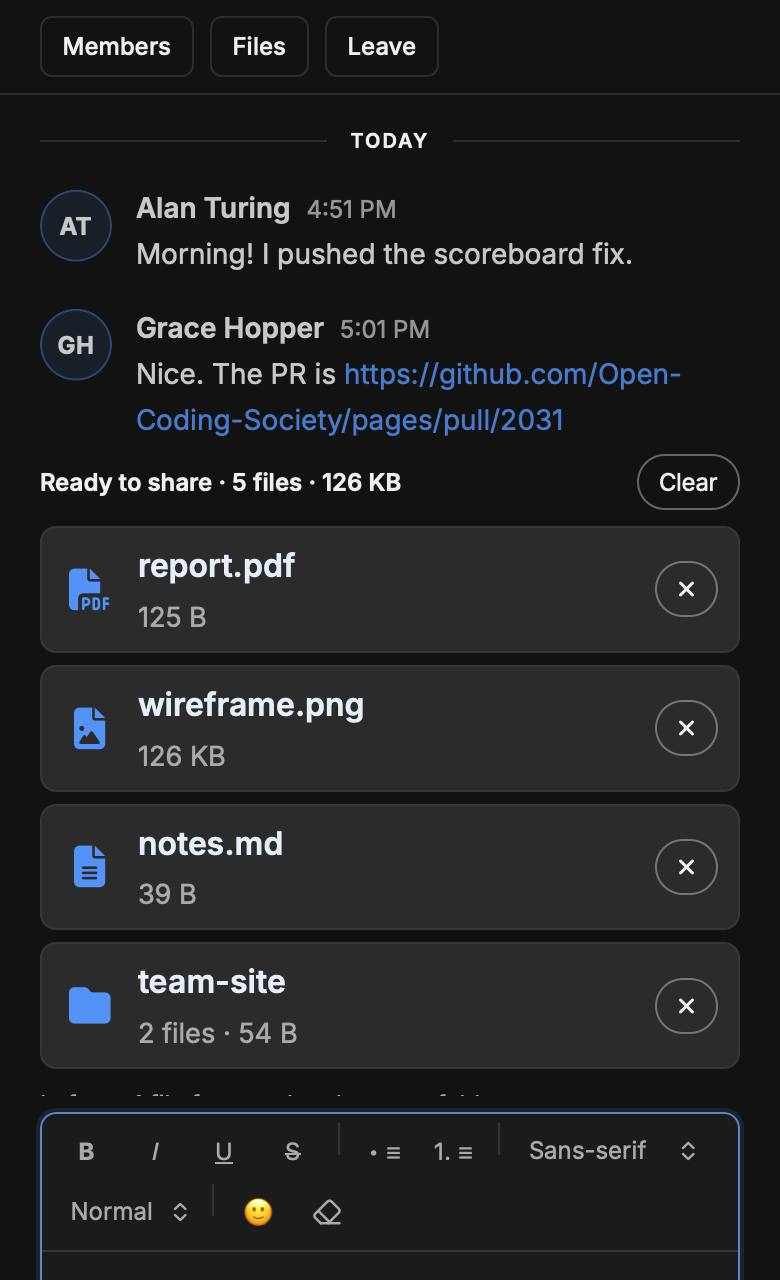 Members Files Leave
TODAY
AT
Alan Turing 4:51 PM
Morning! I pushed the scoreboard fix.
GH
Grace Hopper 5:01 PM
Nice. The PR is https://github.com/Open-
Coding-Society/pages/pull/2031
Ready to share · 5 files · 126 KB Clear
report.pdf
PDF
125 B
wireframe.png
126 KB
notes.md
39 B
team-site
2 files · 54 B
B I U S • ≡ 1. ≡ Sans-serif
Normal 🙂